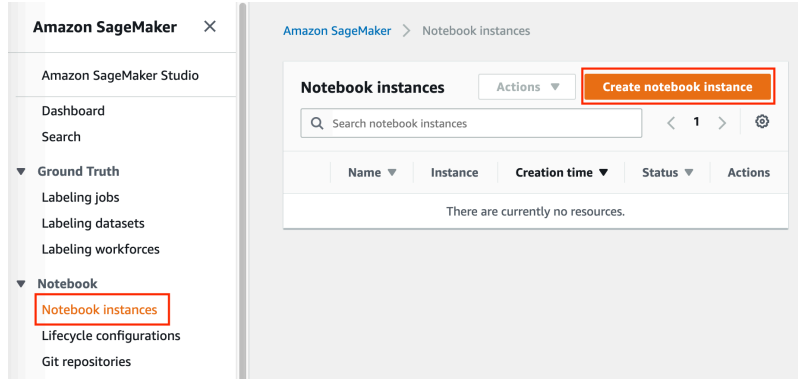 Amazon SageMaker
Amazon SageMaker Studio
Dashboard
Search
Ground Truth
Labeling jobs
Labeling datasets
Labeling workforces
Notebook
Notebook instances
Lifecycle configurations
Git repositories
Amazon SageMaker > Notebook instances
Notebook instances Actions Create notebook instance
Search notebook instances 1
Name Instance Creation time Status Actions
There are currently no resources.